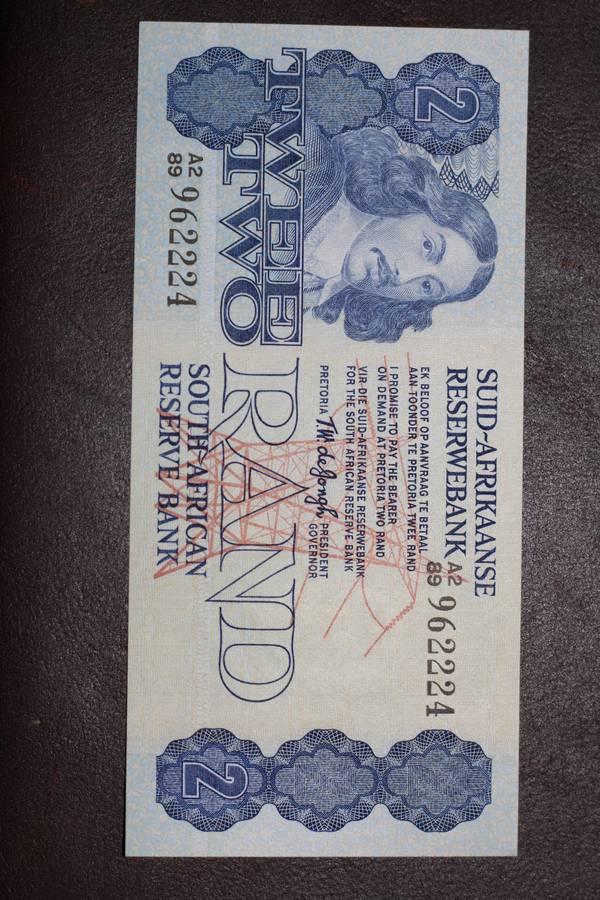 2
SUID-AFRIKAANSE
RESERWEBANK
A2
89 962224
EK BELOOF OP AANVRAAG TE BETAAL
AAN TOONDER TE PRETORIA TWEE RAND
I PROMISE TO PAY THE BEARER
ON DEMAND AT PRETORIA TWO RAND
VIR DIE SUID-AFRIKAANSE RESERWEBANK
FOR THE SOUTH AFRICAN RESERVE BANK
PRETORIA T.W. de Jongh PRESIDENT
GOVERNOR
TWEE
TWO RAND
A2
89 962224
SOUTH-AFRICAN
RESERVE BANK
2